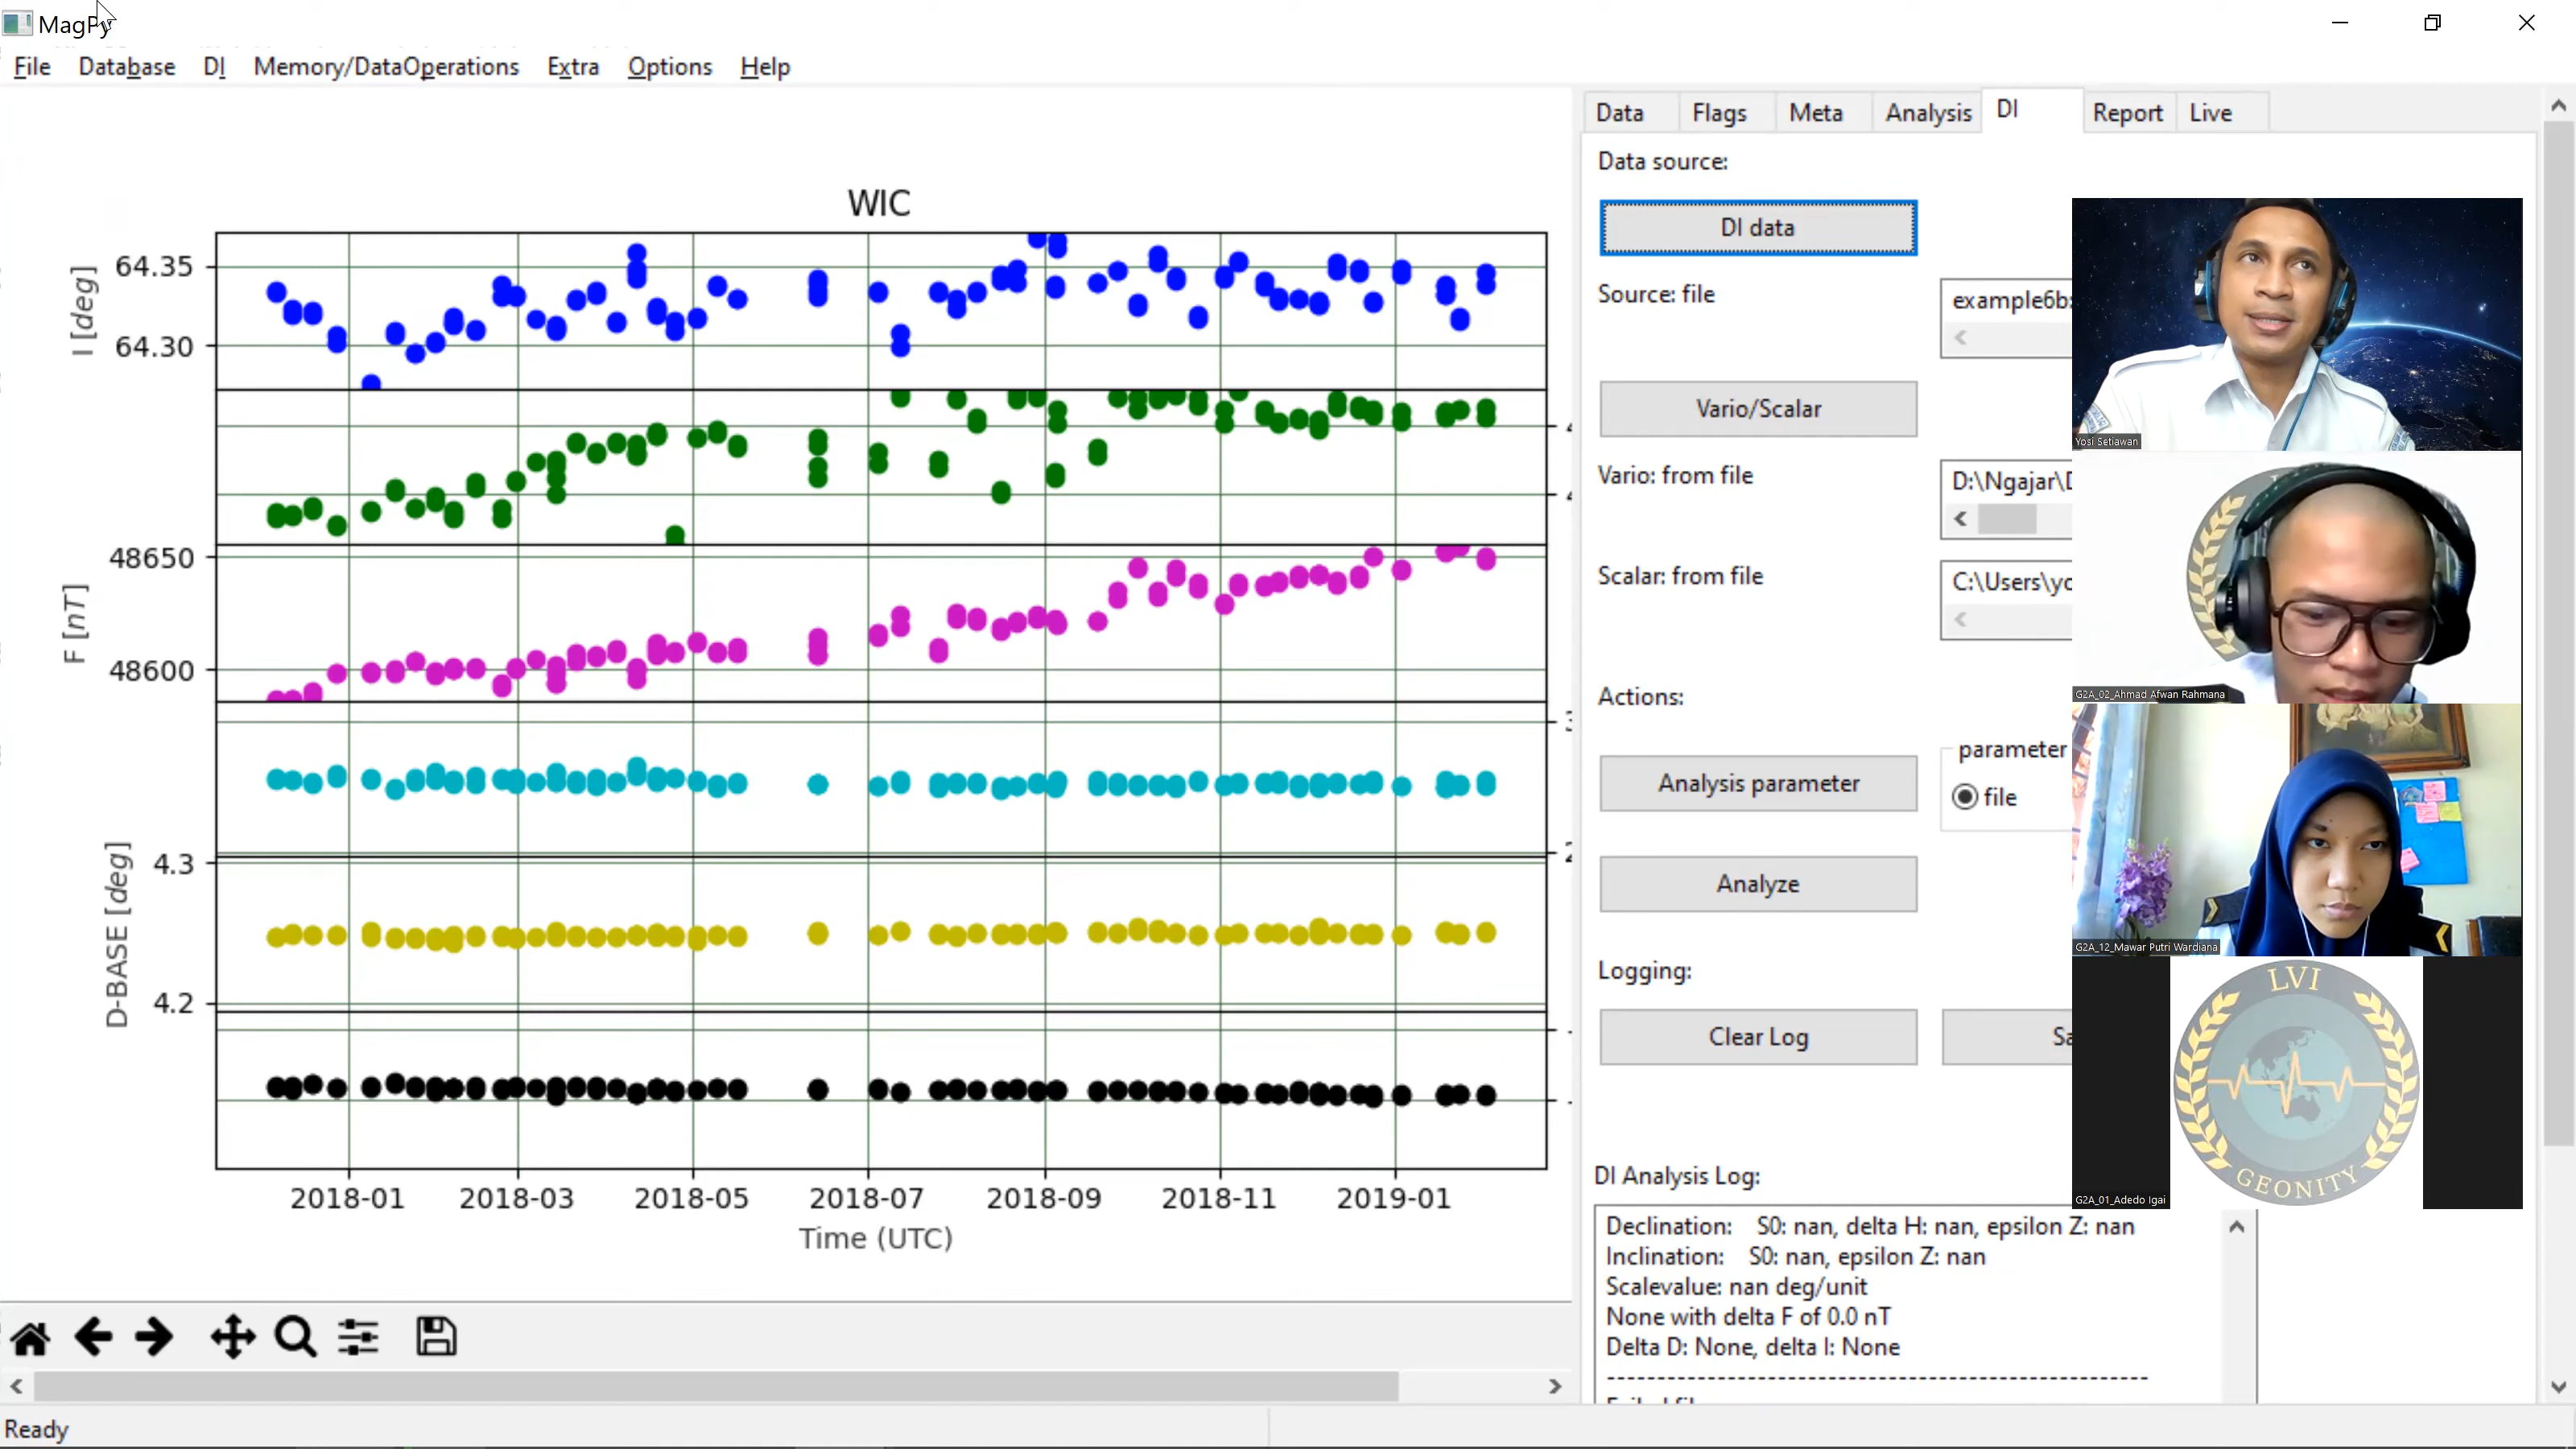 MagPy
File Database DI Memory/DataOperations Extra Options Help
Data Flags Meta Analysis DI Report Live
Data source:
DI data
Source: file
example6b
Vario/Scalar
Vario: from file
D:\Ngajar\
Scalar: from file
C:\Users\yo
Actions:
Analysis parameter
parameter
file
Analyze
Logging:
Clear Log
Sa
DI Analysis Log:
Declination: S0: nan, delta H: nan, epsilon Z: nan
Inclination: S0: nan, epsilon Z: nan
Scalevalue: nan deg/unit
None with delta F of 0.0 nT
Delta D: None, delta I: None
--------------------------------------------------------
WIC
I [deg]
64.35
64.30
F [nT]
48650
48600
D-BASE [deg]
4.3
4.2
2018-01 2018-03 2018-05 2018-07 2018-09 2018-11 2019-01
Time (UTC)
Yosi Setiawan
G2A_02_Ahmad Afwan Rahmana
G2A_12_Mawar Putri Wardiana
LVI
GEONITY
G2A_01_Adedo Igai
Ready